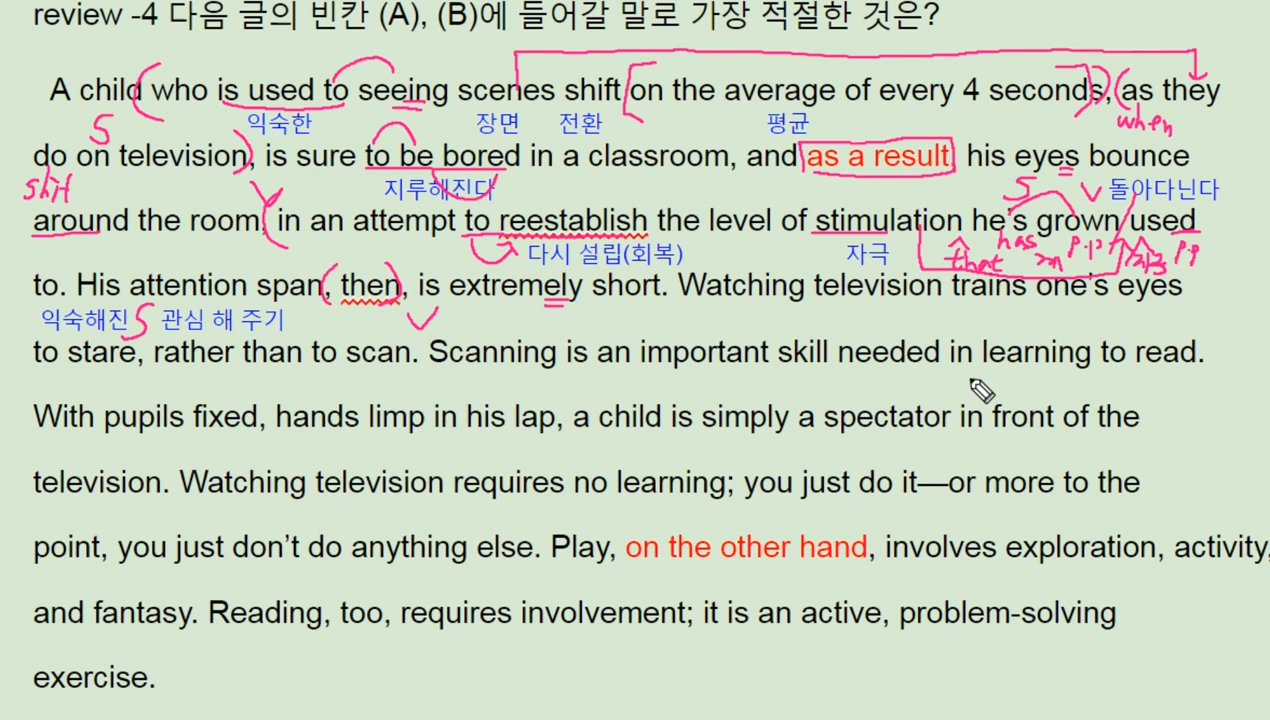 review -4 다음 글의 빈칸 (A), (B)에 들어갈 말로 가장 적절한 것은?
A child who is used to seeing scenes shift on the average of every 4 seconds, as they
익숙한 장면 전환 평균 when
S
do on television, is sure to be bored in a classroom, and as a result, his eyes bounce
shif 지루해진다 S V 돌아다닌다
around the room, in an attempt to reestablish the level of stimulation he's grown used
다시 설립(회복) 자극 that has p.p p.p
to. His attention span, then, is extremely short. Watching television trains one's eyes
익숙해진 S 관심 해 주기 V
to stare, rather than to scan. Scanning is an important skill needed in learning to read.
With pupils fixed, hands limp in his lap, a child is simply a spectator in front of the
television. Watching television requires no learning; you just do it—or more to the
point, you just don't do anything else. Play, on the other hand, involves exploration, activity,
and fantasy. Reading, too, requires involvement; it is an active, problem-solving
exercise.